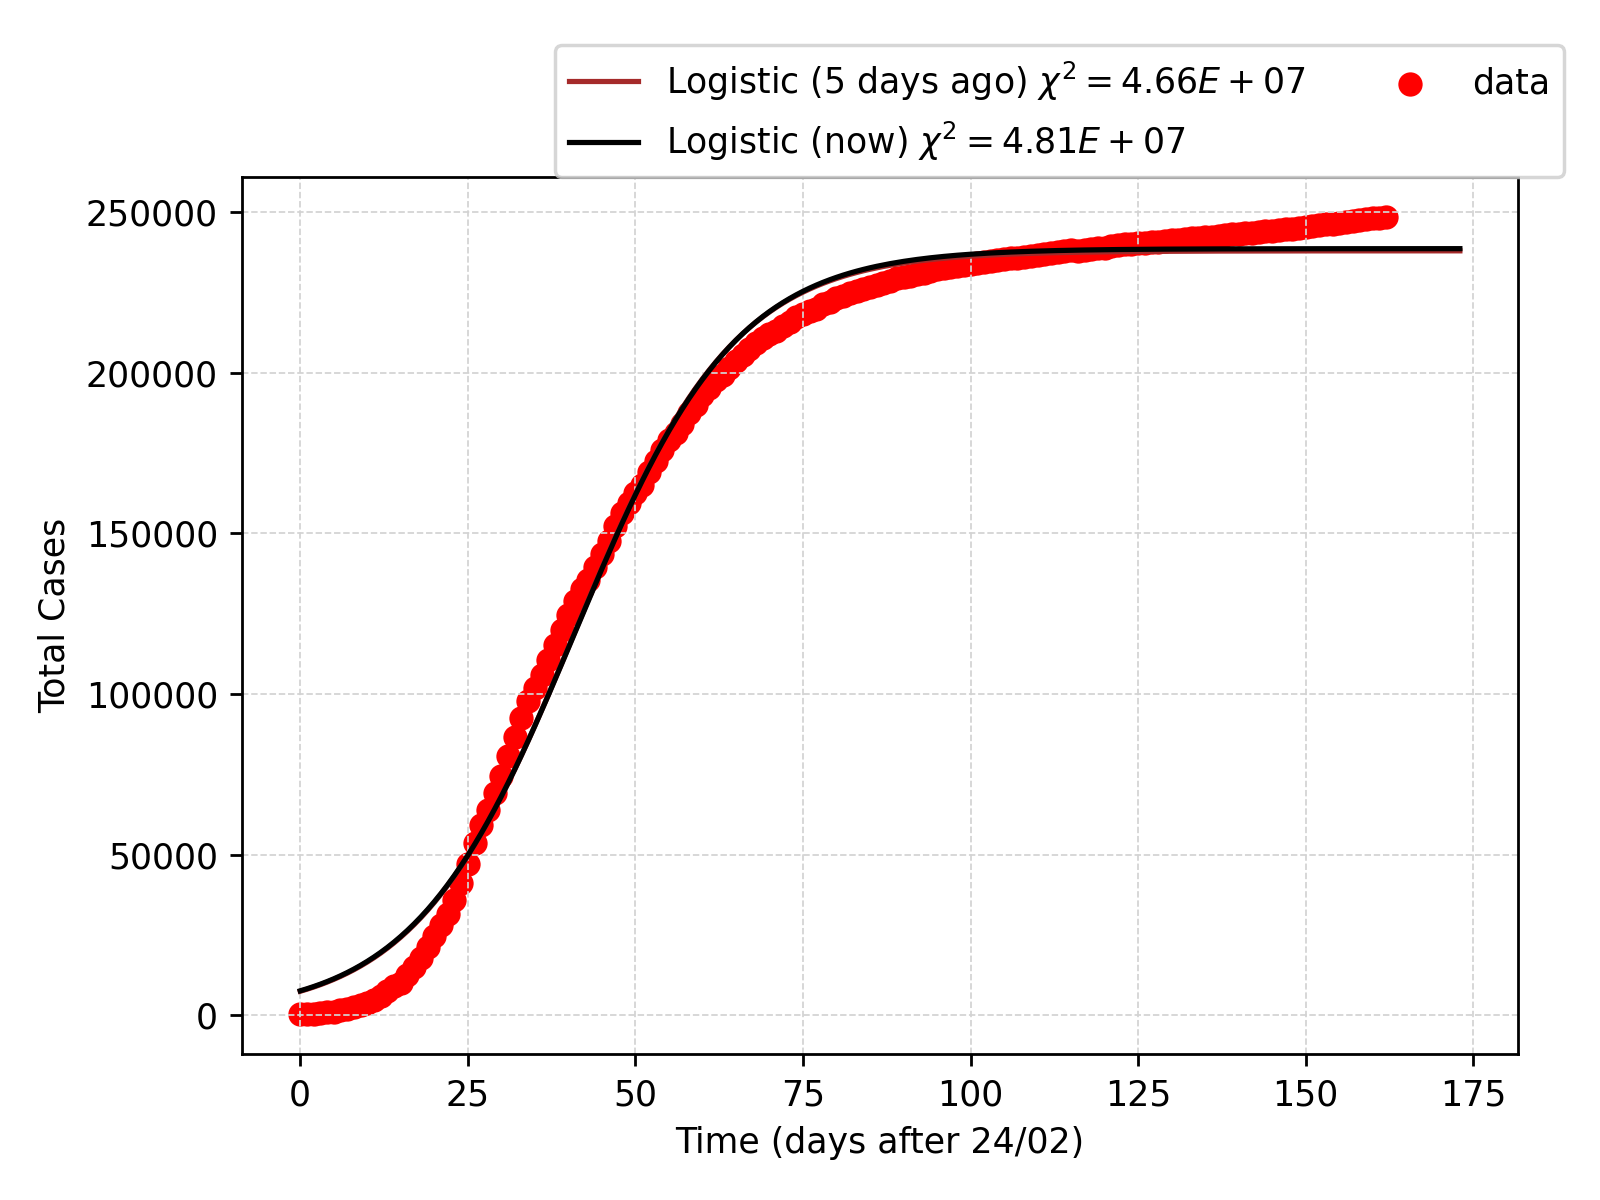 Logistic (5 days ago) χ² = 4.66E + 07
data
Logistic (now) χ² = 4.81E + 07
250000
200000
150000
100000
50000
0
Total Cases
0 25 50 75 100 125 150 175
Time (days after 24/02)